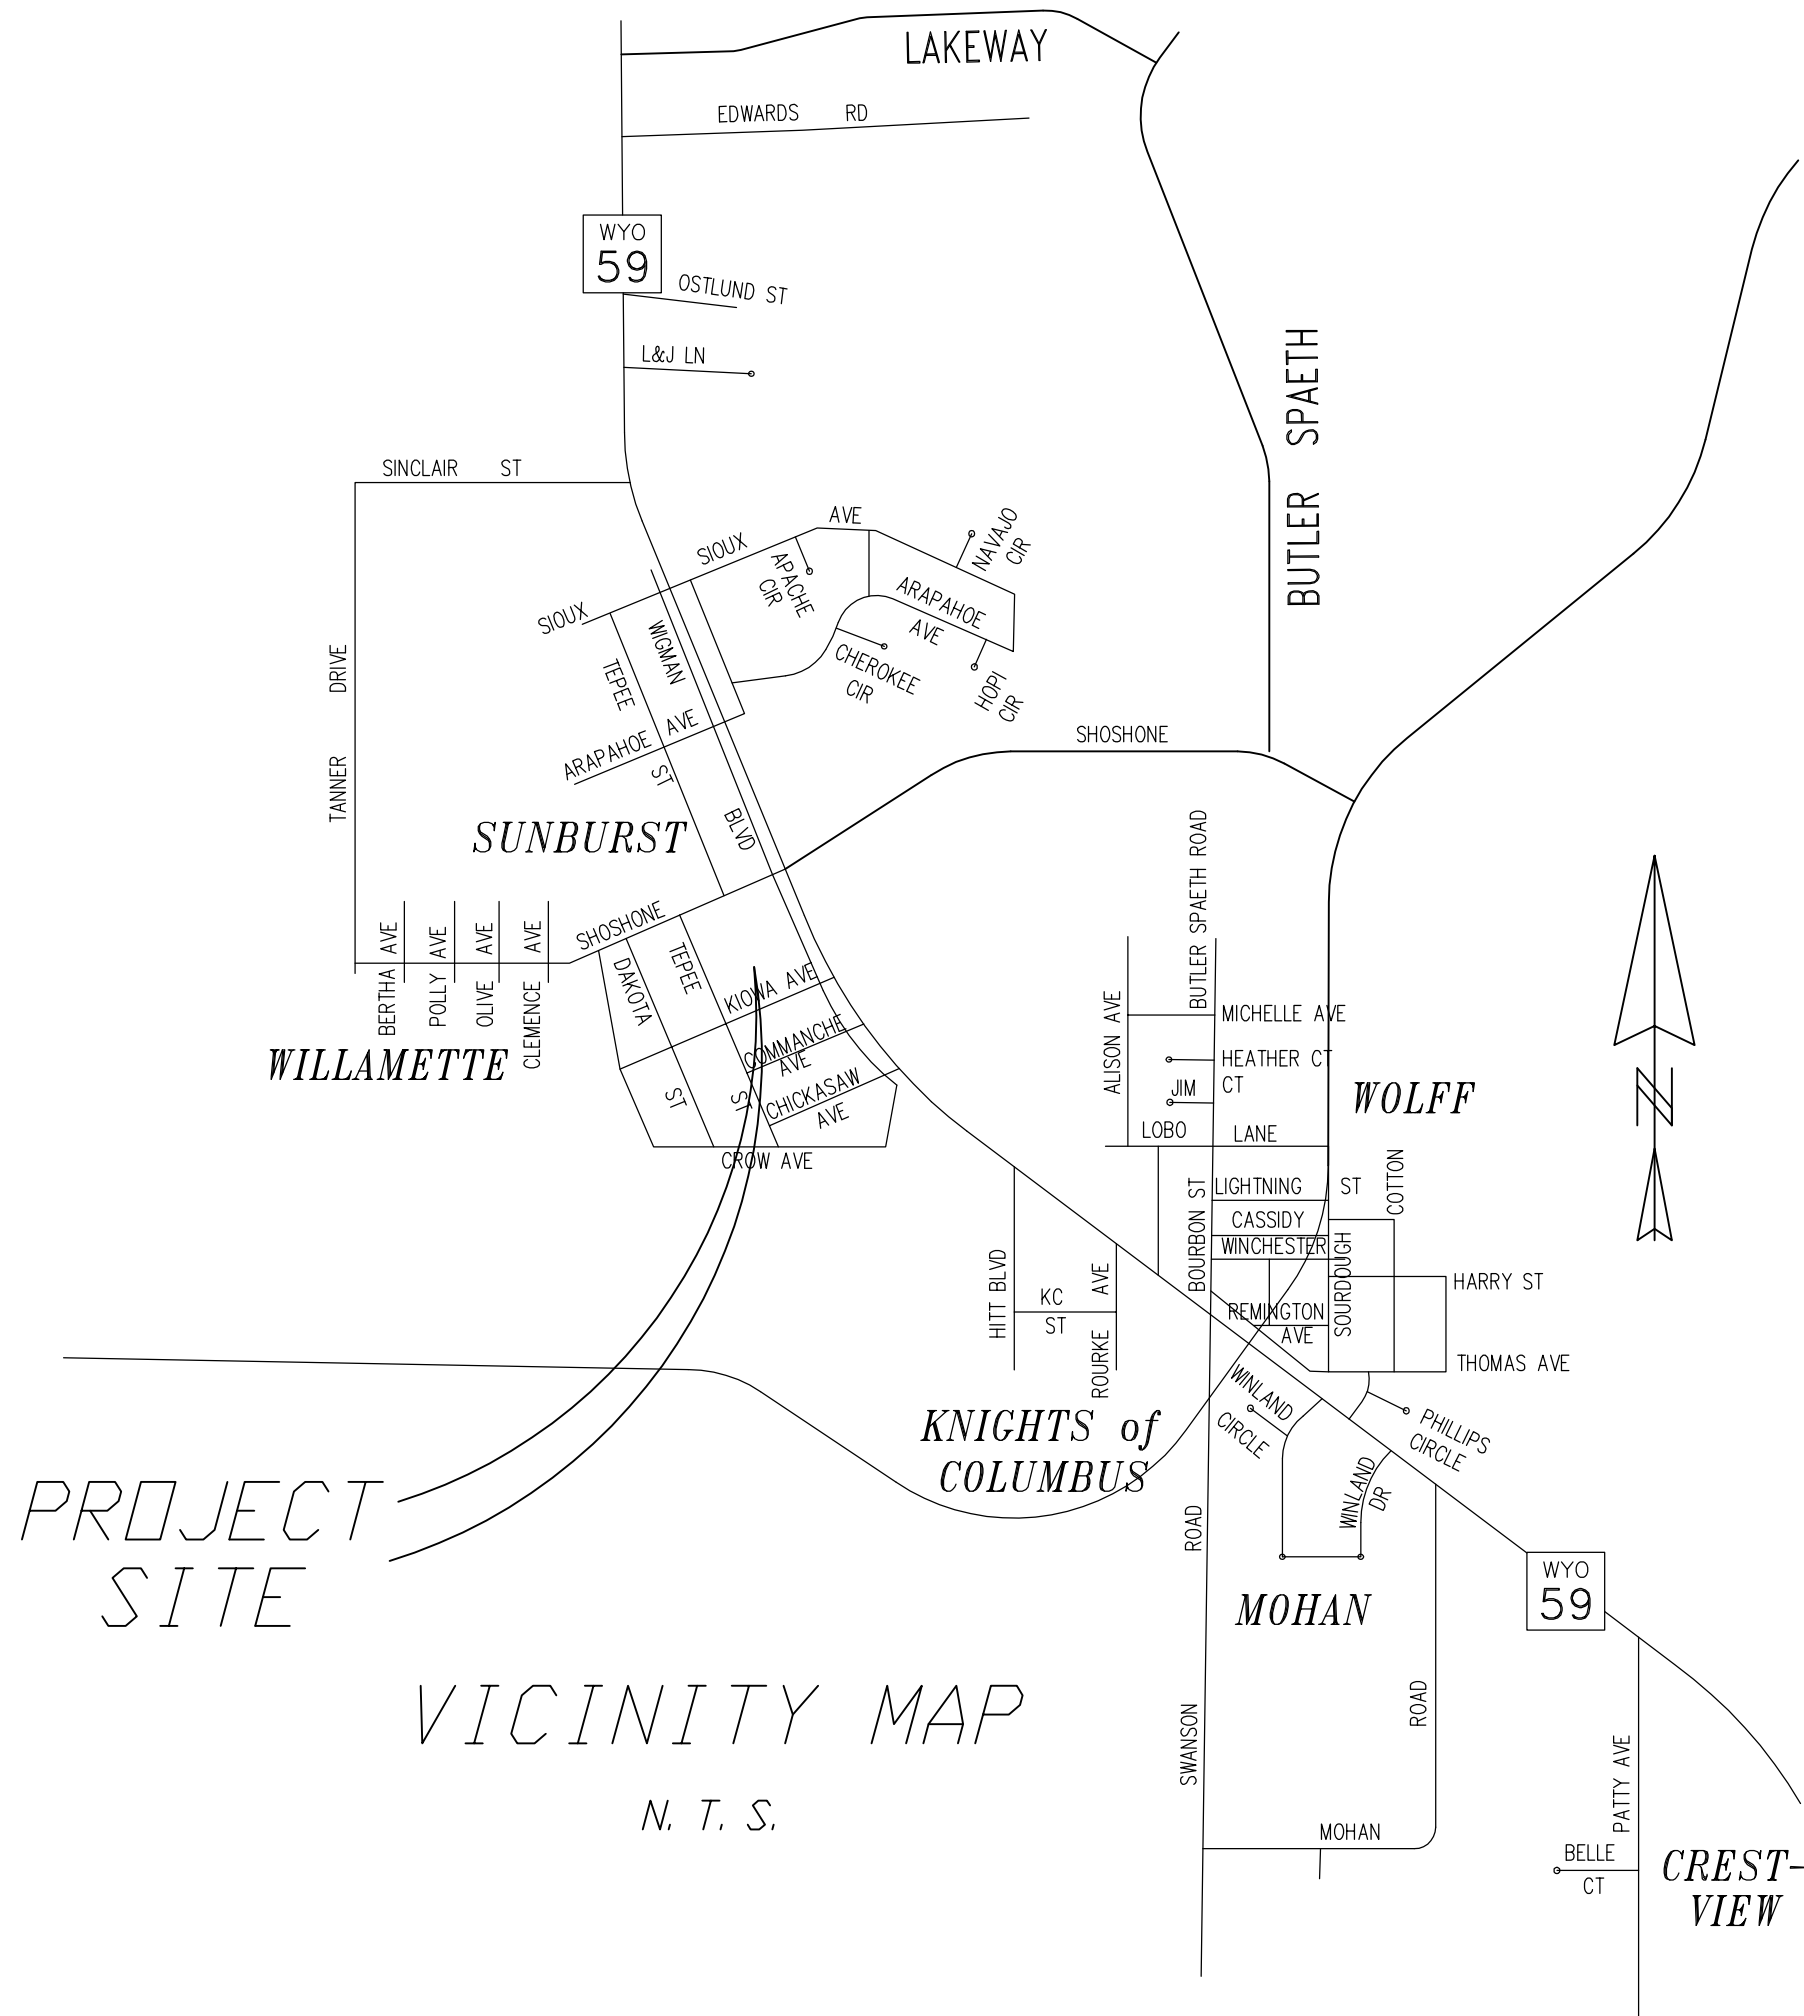 LAKEWAY
EDWARDS RD
WYO
59
OSTLUND ST
L&J LN
BUTLER SPAETH
SINCLAIR ST
TANNER DRIVE
SIOUX
SIOUX AVE
NAVAJO
CIR
APACHE
CIR
ARAPAHOE
AVE
CHEROKEE
CIR
HOPI
CIR
WIGMAN BLVD
TEPEE ST
ARAPAHOE AVE
SHOSHONE
SUNBURST
SHOSHONE
BERTHA AVE
POLLY AVE
OLIVE AVE
CLEMENCE AVE
WILLAMETTE
DAKOTA ST
TEPEE ST
KIOWA AVE
COMMANCHE
AVE
CHICKASAW
AVE
CROW AVE
BUTLER SPAETH ROAD
ALISON AVE
MICHELLE AVE
HEATHER CT
JIM CT
WOLFF
LOBO LANE
LIGHTNING ST
COTTON
CASSIDY
WINCHESTER
BOURBON ST
SOURDOUGH
REMINGTON
AVE
HARRY ST
THOMAS AVE
HITT BLVD
KC
ST
ROURKE AVE
N
KNIGHTS of
COLUMBUS
WINLAND
CIRCLE
PHILLIPS
CIRCLE
WINLAND
DR
PROJECT
SITE
SWANSON ROAD
MOHAN
WYO
59
MOHAN ROAD
PATTY AVE
BELLE
CT
CREST-
VIEW
VICINITY MAP
N. T. S.